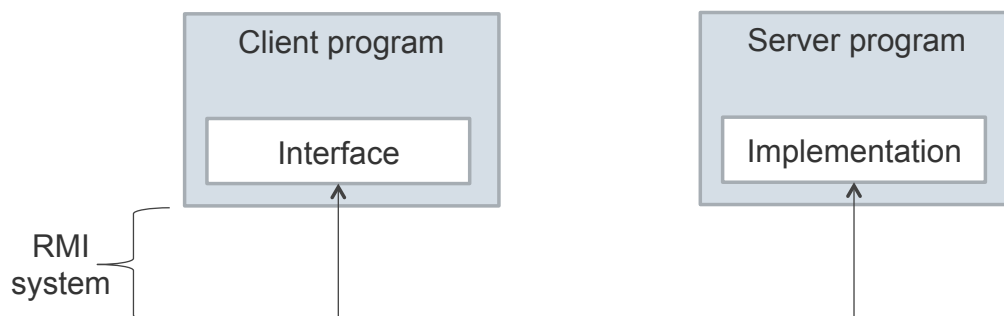 Client program
Server program
Interface
Implementation
RMI
system